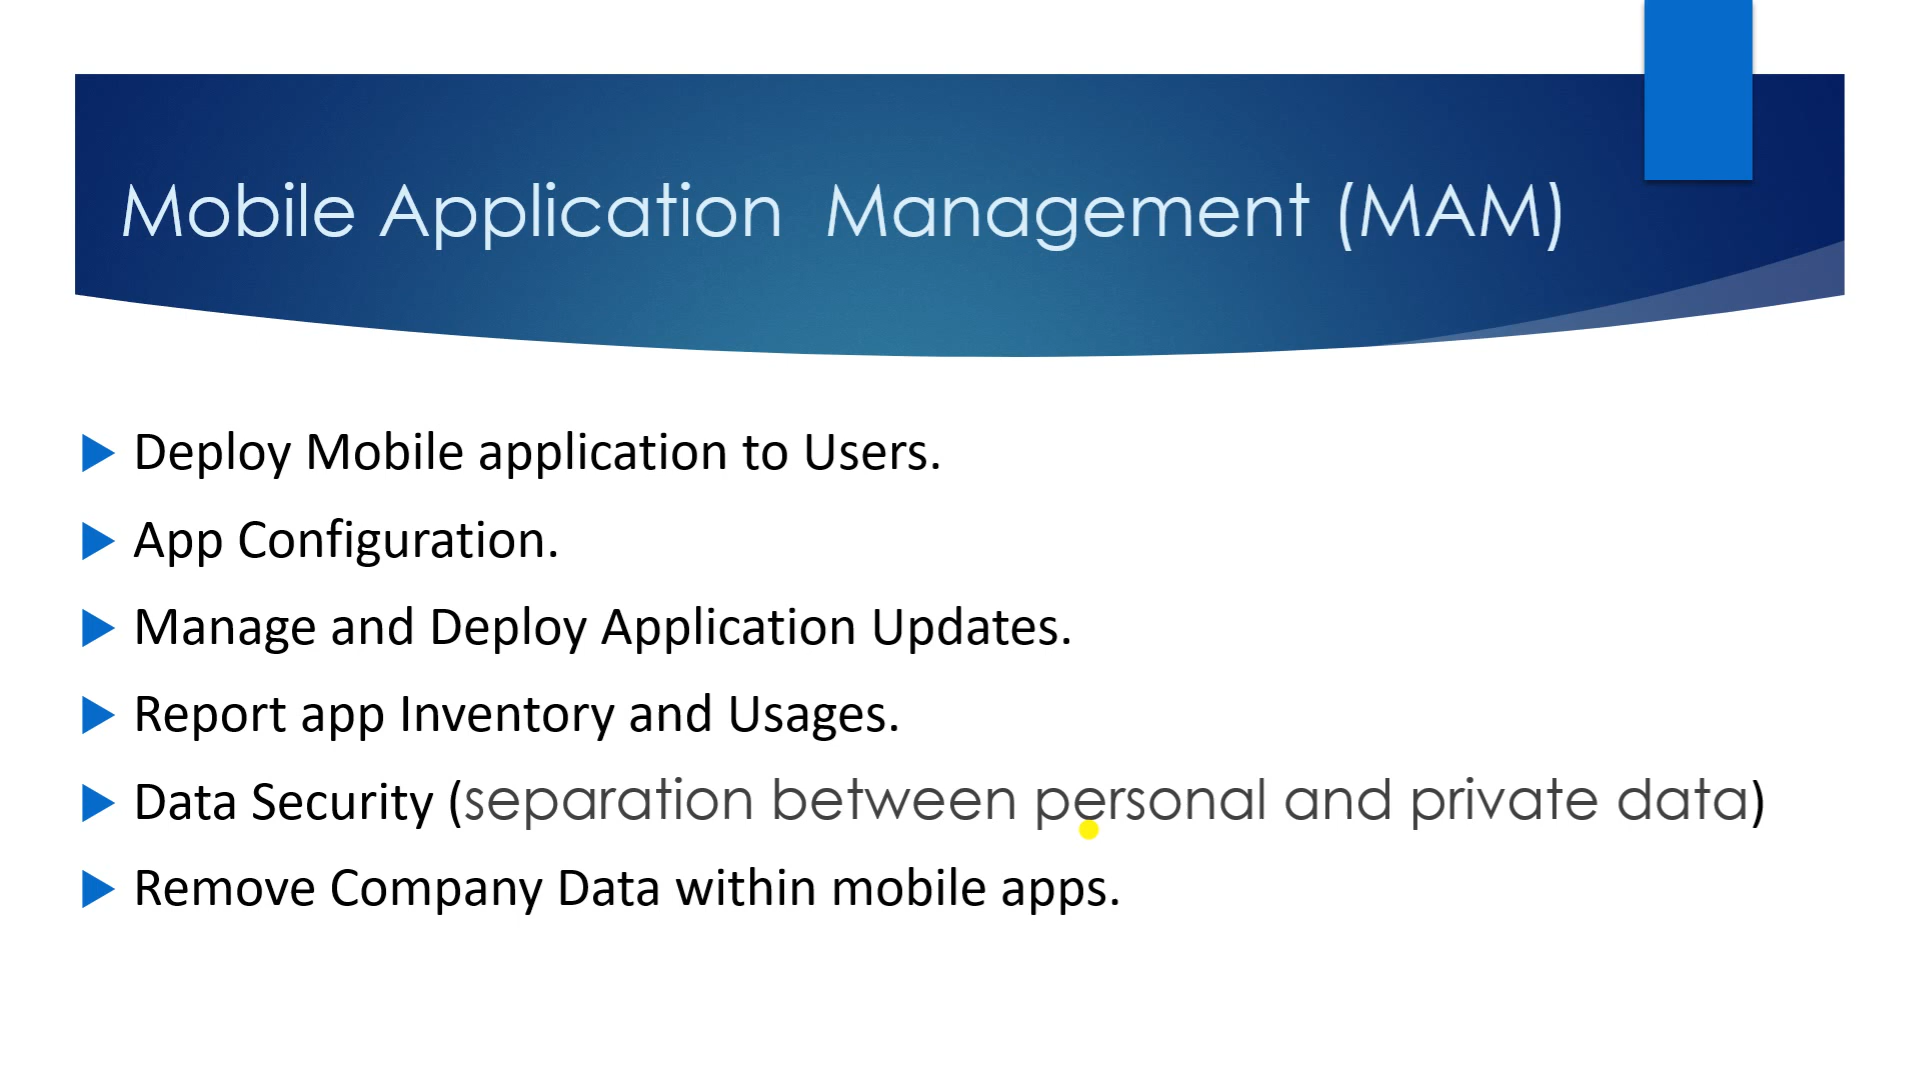 Mobile Application  Management (MAM)
Deploy Mobile application to Users.
App Configuration.
Manage and Deploy Application Updates.
Report app Inventory and Usages.
Data Security (separation between personal and private data)
Remove Company Data within mobile apps.